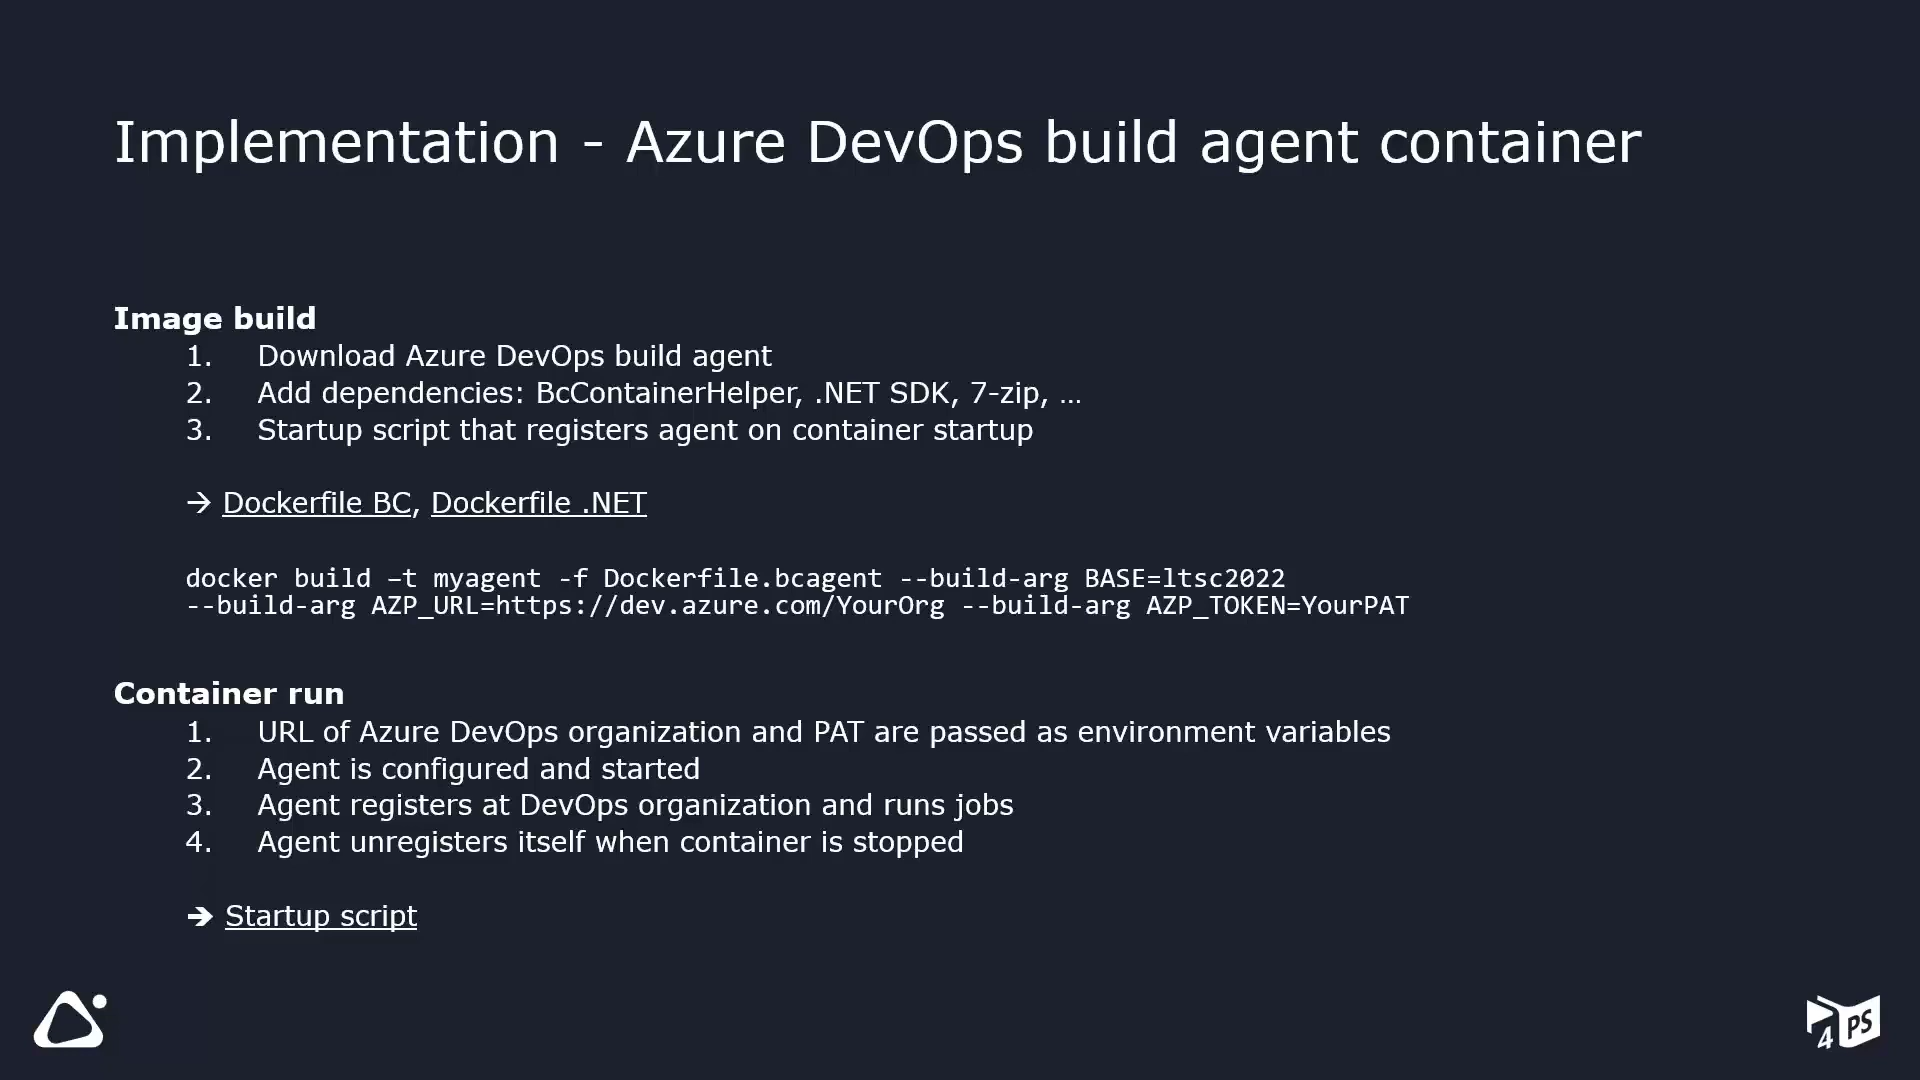 Implementation - Azure DevOps build agent container
Image build
1. Download Azure DevOps build agent
2. Add dependencies: BcContainerHelper, .NET SDK, 7-zip, …
3. Startup script that registers agent on container startup
→ Dockerfile BC, Dockerfile .NET
docker build –t myagent -f Dockerfile.bcagent --build-arg BASE=ltsc2022
--build-arg AZP_URL=https://dev.azure.com/YourOrg --build-arg AZP_TOKEN=YourPAT
Container run
1. URL of Azure DevOps organization and PAT are passed as environment variables
2. Agent is configured and started
3. Agent registers at DevOps organization and runs jobs
4. Agent unregisters itself when container is stopped
➔ Startup script
4PS